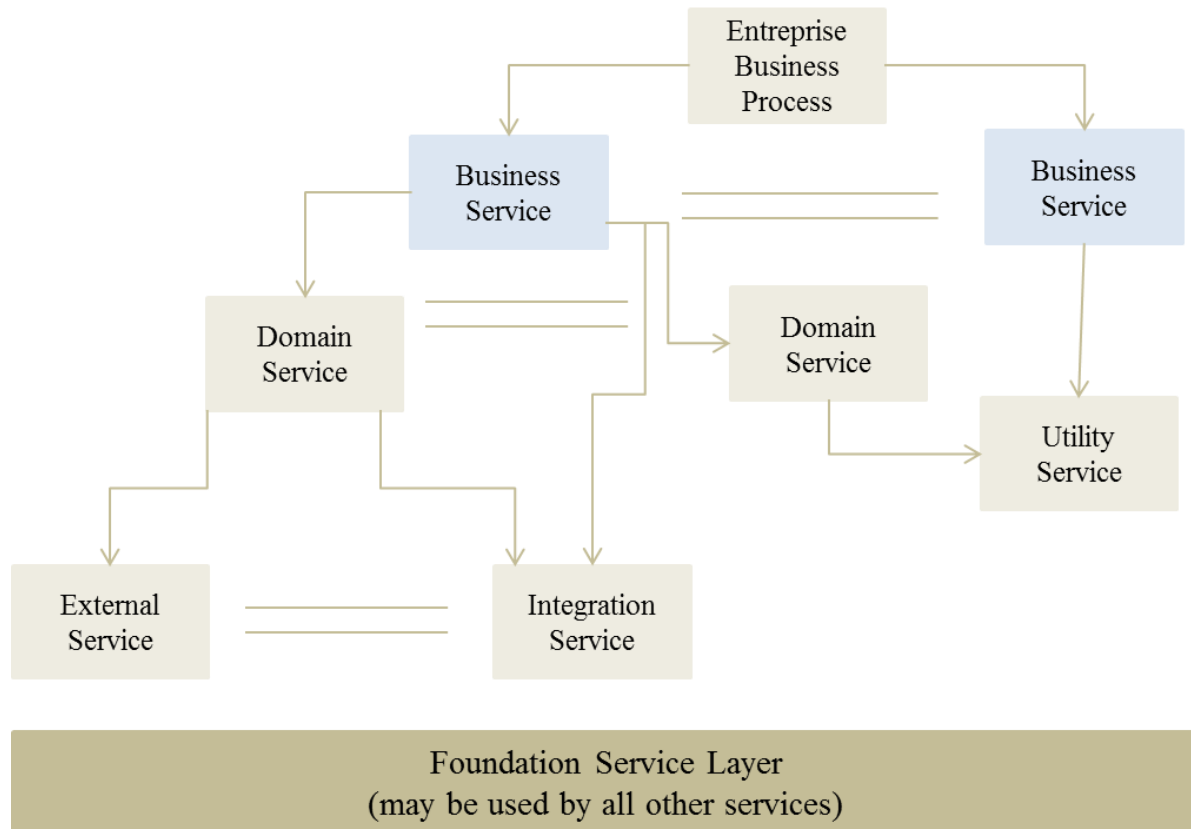 Entreprise
Business
Process
Business
Service
Business
Service
Domain
Service
Domain
Service
Utility
Service
External
Service
Integration
Service
Foundation Service Layer
(may be used by all other services)